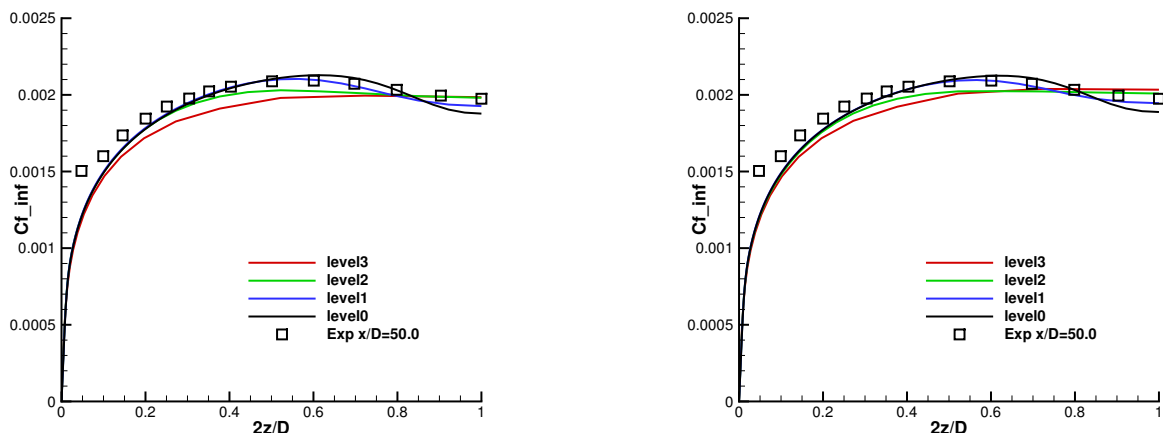 0.0025
0.002
0.0015
0.001
0.0005
0
Cf_inf
level3
level2
level1
level0
Exp x/D=50.0
0 0.2 0.4 0.6 0.8 1
2z/D
0.0025
0.002
0.0015
0.001
0.0005
0
Cf_inf
level3
level2
level1
level0
Exp x/D=50.0
0 0.2 0.4 0.6 0.8 1
2z/D